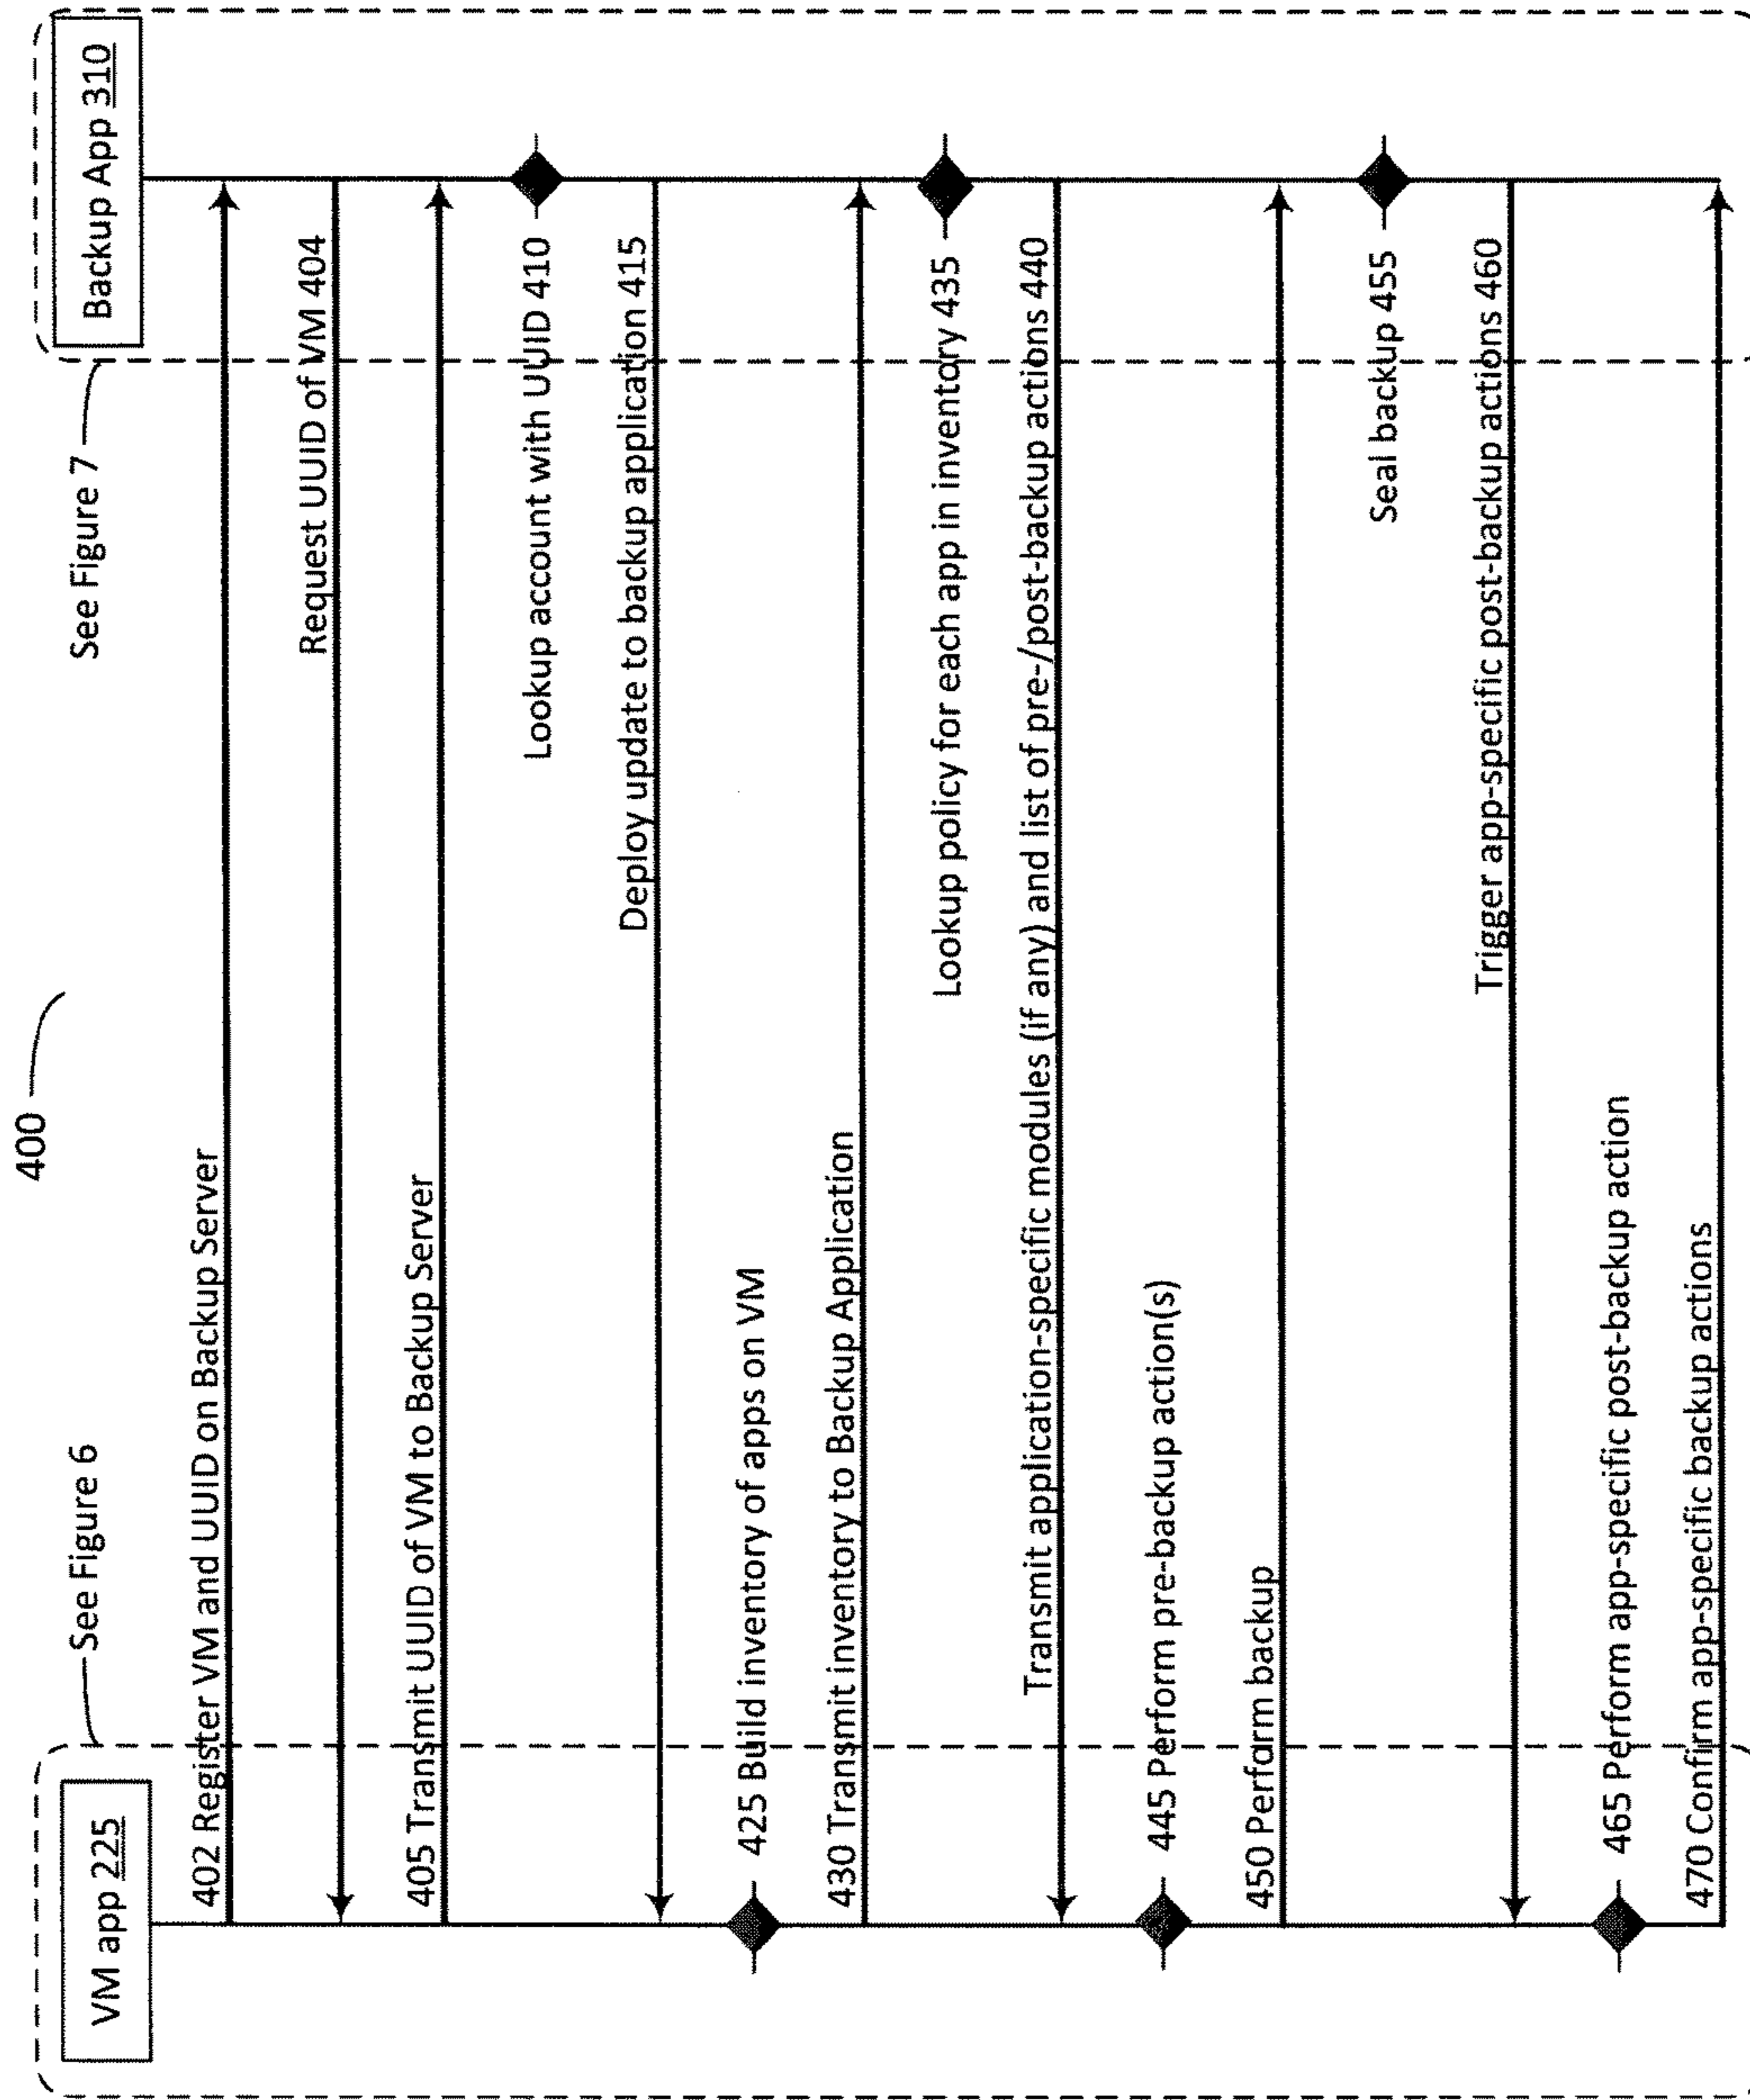 400
See Figure 6
See Figure 7
VM app 225
Backup App 310
402 Register VM and UUID on Backup Server
Request UUID of VM 404
405 Transmit UUID of VM to Backup Server
Lookup account with UUID 410
Deploy update to backup application 415
425 Build inventory of apps on VM
430 Transmit inventory to Backup Application
Lookup policy for each app in inventory 435
Transmit application-specific modules (if any) and list of pre-/post-backup actions 440
445 Perform pre-backup action(s)
450 Perform backup
Seal backup 455
Trigger app-specific post-backup actions 460
465 Perform app-specific post-backup action
470 Confirm app-specific backup actions